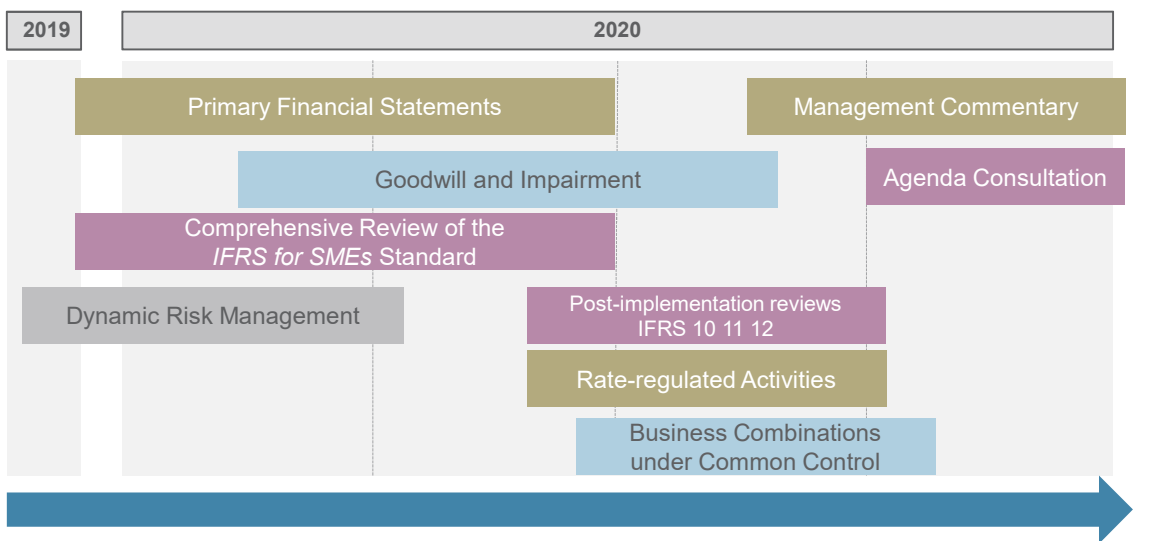 2019
2020
Primary Financial Statements
Management Commentary
Goodwill and Impairment
Agenda Consultation
Comprehensive Review of the
IFRS for SMEs Standard
Dynamic Risk Management
Post-implementation reviews
IFRS 10 11 12
Rate-regulated Activities
Business Combinations
under Common Control